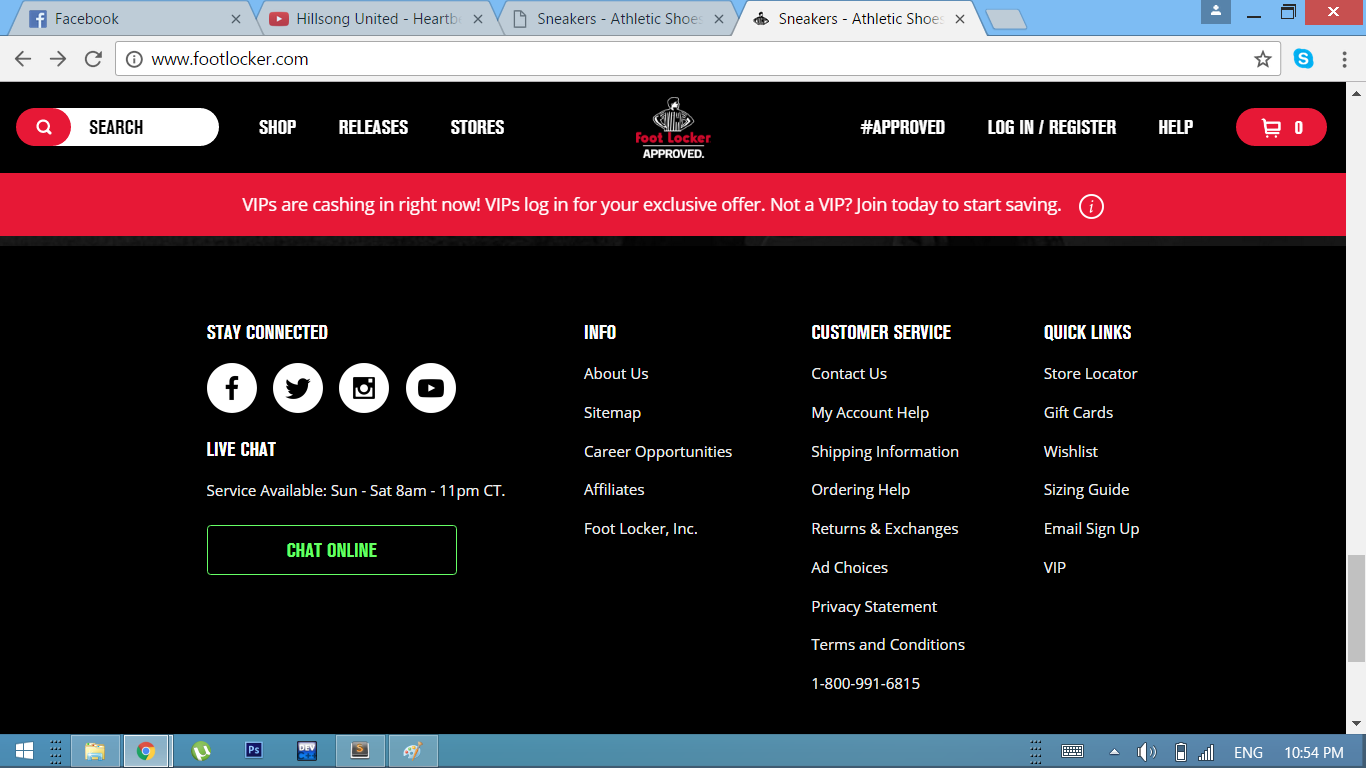 Facebook
Hillsong United - Heartb
Sneakers - Athletic Shoes
Sneakers - Athletic Shoes
www.footlocker.com
SEARCH
SHOP
RELEASES
STORES
Foot Locker
APPROVED.
#APPROVED
LOG IN / REGISTER
HELP
0
VIPs are cashing in right now! VIPs log in for your exclusive offer. Not a VIP? Join today to start saving.
i
STAY CONNECTED
LIVE CHAT
Service Available: Sun - Sat 8am - 11pm CT.
CHAT ONLINE
INFO
About Us
Sitemap
Career Opportunities
Affiliates
Foot Locker, Inc.
CUSTOMER SERVICE
Contact Us
My Account Help
Shipping Information
Ordering Help
Returns & Exchanges
Ad Choices
Privacy Statement
Terms and Conditions
1-800-991-6815
QUICK LINKS
Store Locator
Gift Cards
Wishlist
Sizing Guide
Email Sign Up
VIP
Ps
DEV
ENG
10:54 PM